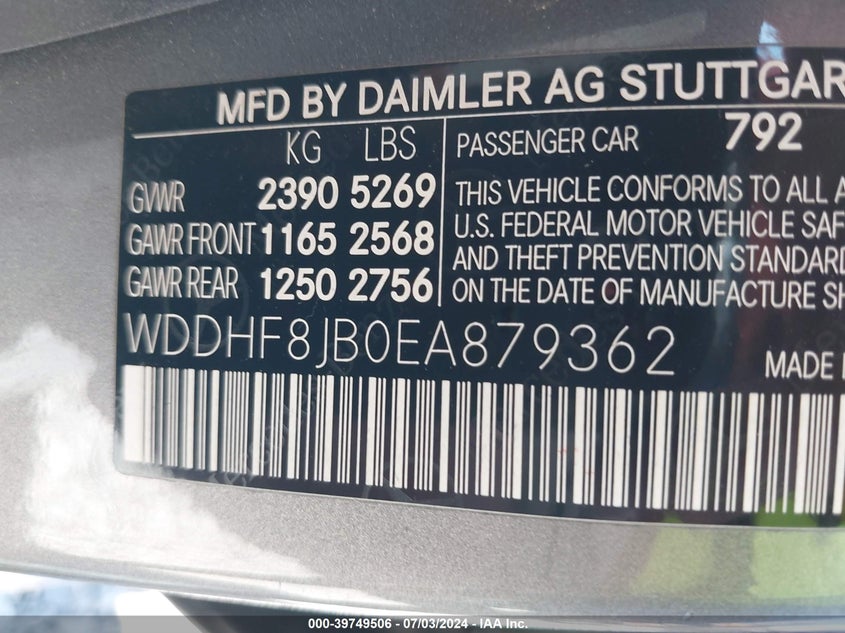 MFD BY DAIMLER AG STUTTGAR
KG LBS
GVWR 2390 5269
GAWR FRONT 1165 2568
GAWR REAR 1250 2756
PASSENGER CAR 792
THIS VEHICLE CONFORMS TO ALL A
U.S. FEDERAL MOTOR VEHICLE SAF
AND THEFT PREVENTION STANDARD
ON THE DATE OF MANUFACTURE SH
WDDHF8JB0EA879362
MADE
000-39749506 - 07/03/2024 - IAA Inc.